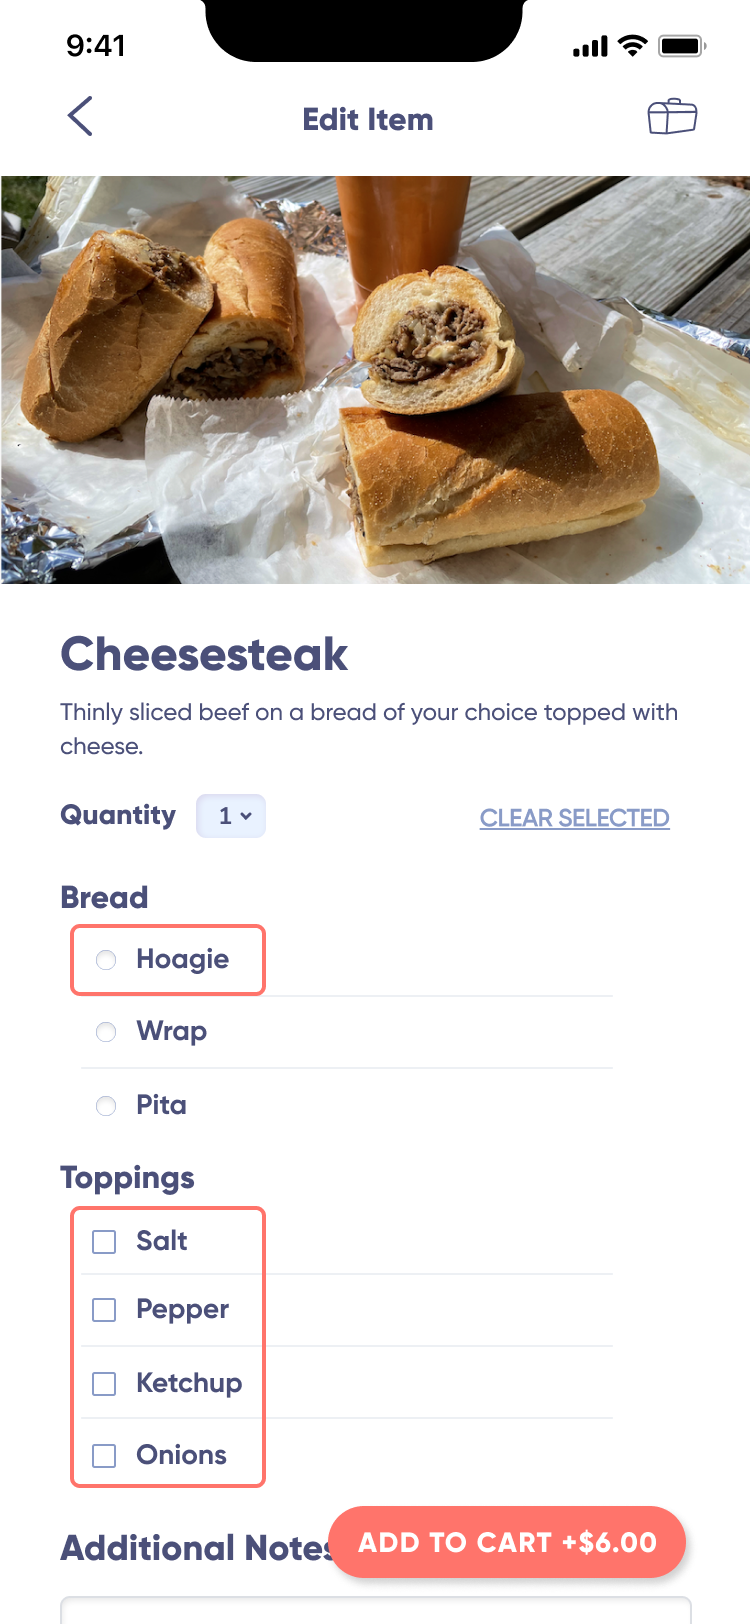 9:41
Edit Item
Cheesesteak
Thinly sliced beef on a bread of your choice topped with
cheese.
Quantity 1 CLEAR SELECTED
Bread
Hoagie
Wrap
Pita
Toppings
Salt
Pepper
Ketchup
Onions
Additional Notes
ADD TO CART +$6.00